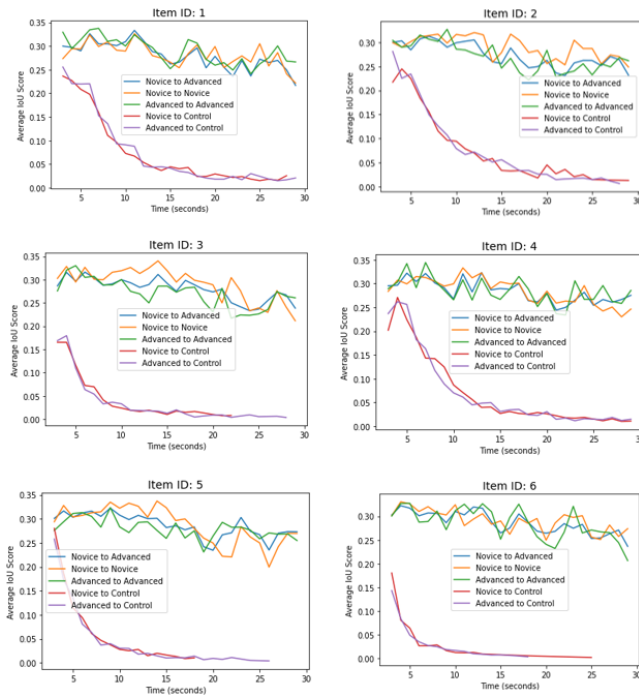 Item ID: 1
0.35
0.30
0.25
0.20
0.15
0.10
0.05
0.00
Average IoU Score
Novice to Advanced
Novice to Novice
Advanced to Advanced
Novice to Control
Advanced to Control
5 10 15 20 25 30
Time (seconds)
Item ID: 2
0.30
0.25
0.20
0.15
0.10
0.05
0.00
Average IoU Score
Novice to Advanced
Novice to Novice
Advanced to Advanced
Novice to Control
Advanced to Control
5 10 15 20 25 30
Time (seconds)
Item ID: 3
0.35
0.30
0.25
0.20
0.15
0.10
0.05
0.00
Average IoU Score
Novice to Advanced
Novice to Novice
Advanced to Advanced
Novice to Control
Advanced to Control
5 10 15 20 25 30
Time (seconds)
Item ID: 4
0.35
0.30
0.25
0.20
0.15
0.10
0.05
0.00
Average IoU Score
Novice to Advanced
Novice to Novice
Advanced to Advanced
Novice to Control
Advanced to Control
5 10 15 20 25 30
Time (seconds)
Item ID: 5
0.35
0.30
0.25
0.20
0.15
0.10
0.05
0.00
Average IoU Score
Novice to Advanced
Novice to Novice
Advanced to Advanced
Novice to Control
Advanced to Control
5 10 15 20 25 30
Time (seconds)
Item ID: 6
0.30
0.25
0.20
0.15
0.10
0.05
0.00
Average IoU Score
Novice to Advanced
Novice to Novice
Advanced to Advanced
Novice to Control
Advanced to Control
5 10 15 20 25 30
Time (seconds)